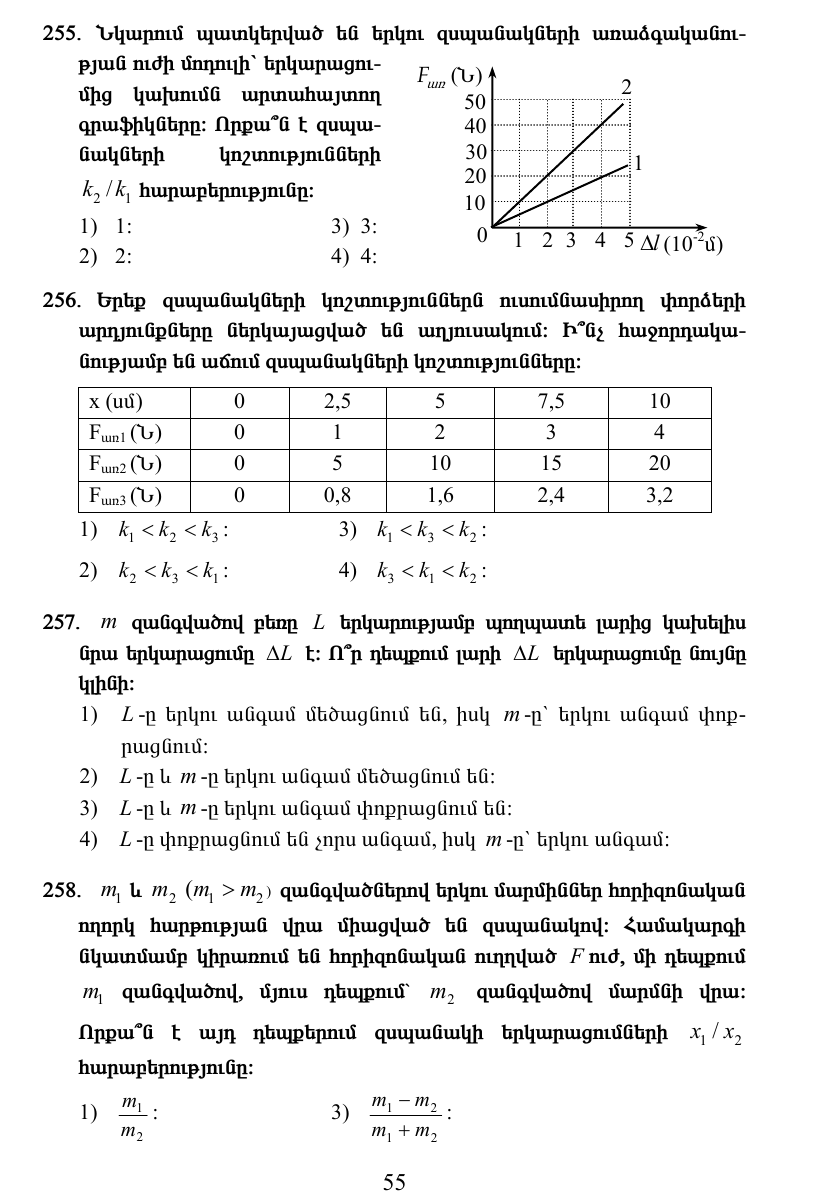 255. Նկարում պատկերված են երկու զսպանակների առաձգականու-
թյան ուժի մոդուլի՝ երկարացու-
մից կախումն արտահայտող
գրաֆիկները: Որքա՞ն է զսպա-
նակների կոշտությունների
k₂ / k₁ հարաբերությունը:
1) 1:
3) 3:
2) 2:
4) 4:
Fառ (Ն)
50
40
30
20
10
0
1 2 3 4 5 Δl (10⁻²մ)
2
1
256. Երեք զսպանակների կոշտություններն ուսումնասիրող փորձերի
արդյունքները ներկայացված են աղյուսակում: Ի՞նչ հաջորդակա-
նությամբ են աճում զսպանակների կոշտությունները:
x (սմ) 0 2,5 5 7,5 10
Fառ1 (Ն) 0 1 2 3 4
Fառ2 (Ն) 0 5 10 15 20
Fառ3 (Ն) 0 0,8 1,6 2,4 3,2
1) k₁ < k₂ < k₃ :
3) k₁ < k₃ < k₂ :
2) k₂ < k₃ < k₁ :
4) k₃ < k₁ < k₂ :
257. m զանգվածով բեռը L երկարությամբ պողպատե լարից կախելիս
նրա երկարացումը ΔL է: Ո՞ր դեպքում լարի ΔL երկարացումը նույնը
կլինի:
1) L -ը երկու անգամ մեծացնում են, իսկ m -ը՝ երկու անգամ փոք-
րացնում:
2) L -ը և m -ը երկու անգամ մեծացնում են:
3) L -ը և m -ը երկու անգամ փոքրացնում են:
4) L -ը փոքրացնում են չորս անգամ, իսկ m -ը՝ երկու անգամ:
258. m₁ և m₂ (m₁ > m₂) զանգվածներով երկու մարմիններ հորիզոնական
ողորկ հարթության վրա միացված են զսպանակով: Համակարգի
նկատմամբ կիրառում են հորիզոնական ուղղված F ուժ, մի դեպքում
m₁ զանգվածով, մյուս դեպքում՝ m₂ զանգվածով մարմնի վրա:
Որքա՞ն է այդ դեպքերում զսպանակի երկարացումների x₁ / x₂
հարաբերությունը:
1) m₁/m₂ :
3) (m₁ − m₂)/(m₁ + m₂) :
55